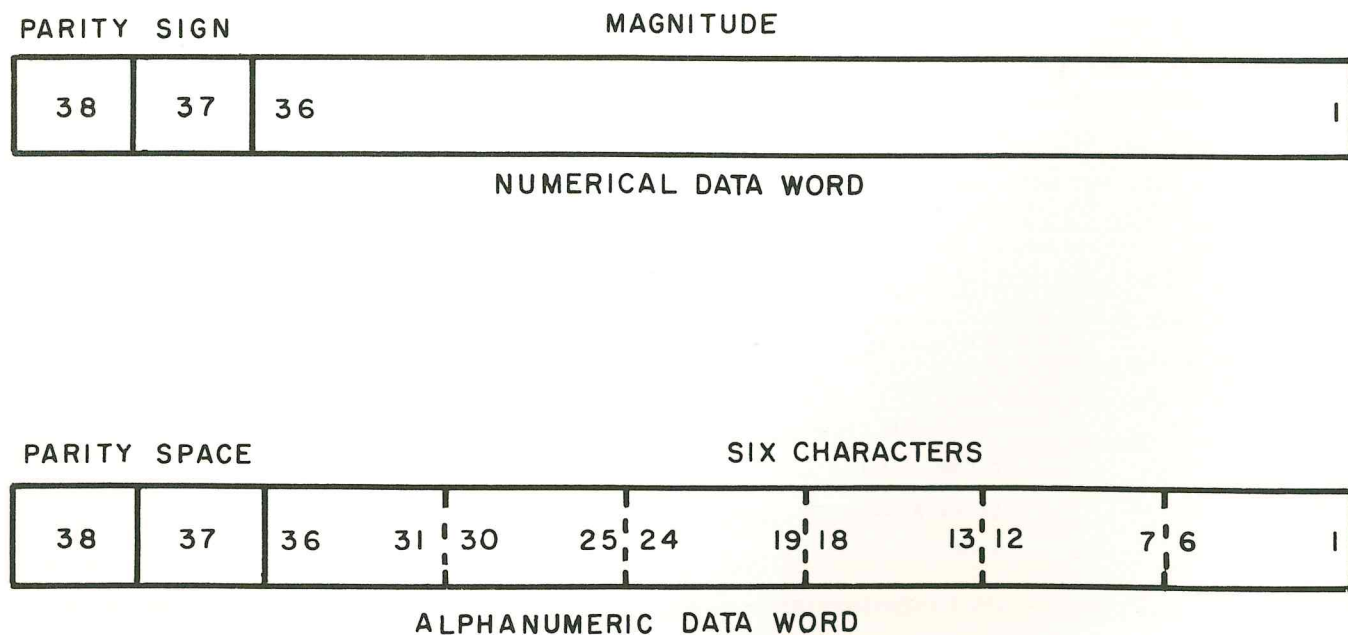 PARITY SIGN MAGNITUDE
38 37 36 1
NUMERICAL DATA WORD
PARITY SPACE SIX CHARACTERS
38 37 36 31 30 25 24 19 18 13 12 7 6 1
ALPHANUMERIC DATA WORD